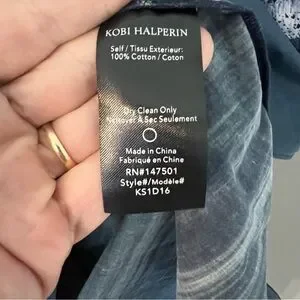 KOBI HALPERIN
Self / Tissu Exterieur:
100% Cotton / Coton
Dry Clean Only
Nettoyer À Sec Seulement
Made in China
Fabriqué en Chine
RN#147501
Style#/Modèle#
KS1D16